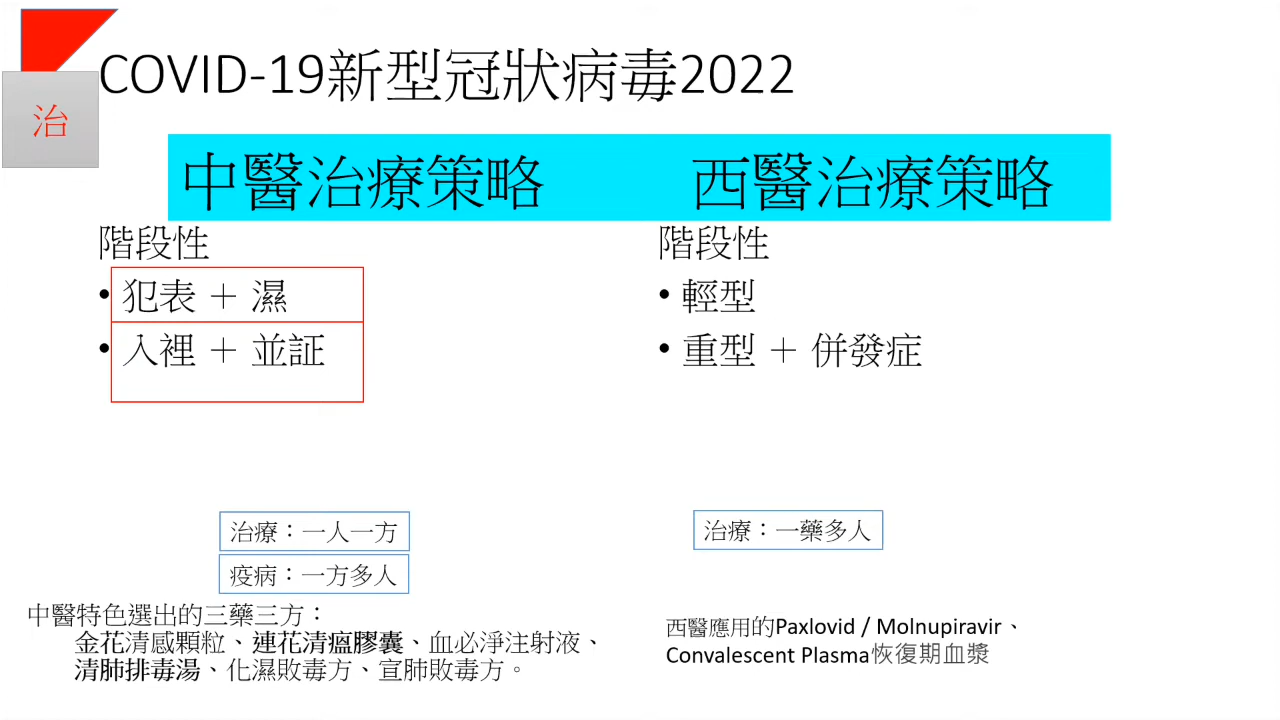 COVID-19新型冠狀病毒2022
治
中醫治療策略 西醫治療策略
階段性
• 犯表 + 濕
• 入裡 + 並証
階段性
• 輕型
• 重型 + 併發症
治療：一人一方
疫病：一方多人
治療：一藥多人
中醫特色選出的三藥三方：
金花清感顆粒、連花清瘟膠囊、血必淨注射液、
清肺排毒湯、化濕敗毒方、宣肺敗毒方。
西醫應用的Paxlovid / Molnupiravir、
Convalescent Plasma恢復期血漿